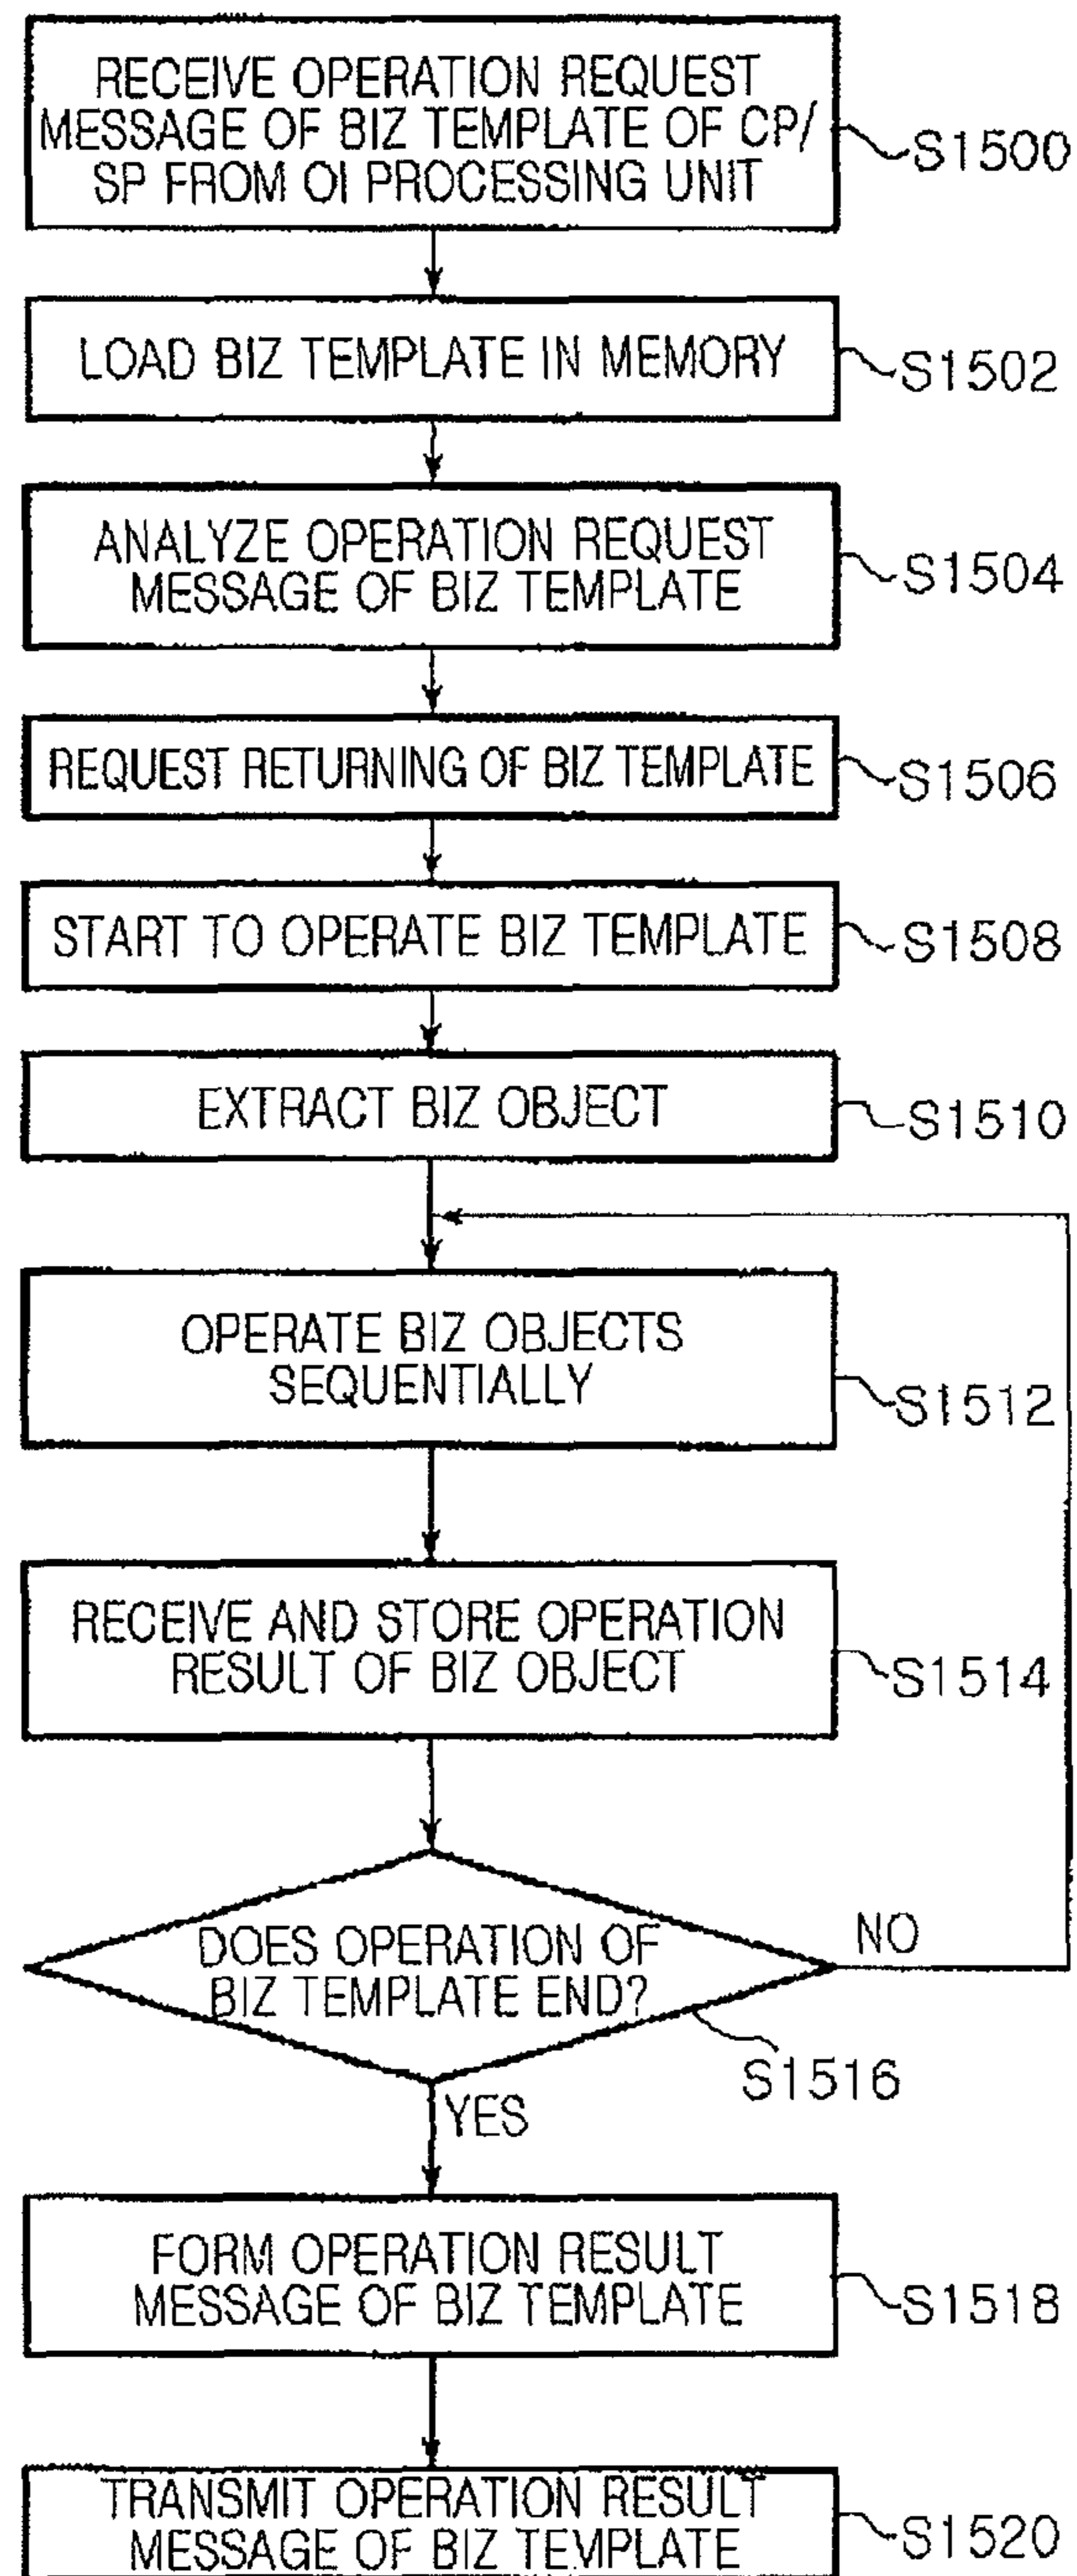 RECEIVE OPERATION REQUEST
MESSAGE OF BIZ TEMPLATE OF CP/
SP FROM OI PROCESSING UNIT
S1500
LOAD BIZ TEMPLATE IN MEMORY
S1502
ANALYZE OPERATION REQUEST
MESSAGE OF BIZ TEMPLATE
S1504
REQUEST RETURNING OF BIZ TEMPLATE
S1506
START TO OPERATE BIZ TEMPLATE
S1508
EXTRACT BIZ OBJECT
S1510
OPERATE BIZ OBJECTS
SEQUENTIALLY
S1512
RECEIVE AND STORE OPERATION
RESULT OF BIZ OBJECT
S1514
DOES OPERATION OF
BIZ TEMPLATE END?
NO
S1516
YES
FORM OPERATION RESULT
MESSAGE OF BIZ TEMPLATE
S1518
TRANSMIT OPERATION RESULT
MESSAGE OF BIZ TEMPLATE
S1520